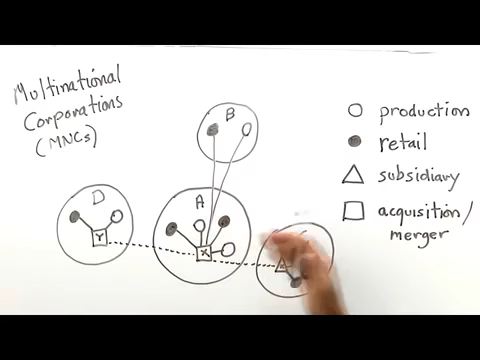 Multinational
Corporations
(MNCs)
B
D
A
Y
X
production
retail
subsidiary
acquisition/
merger